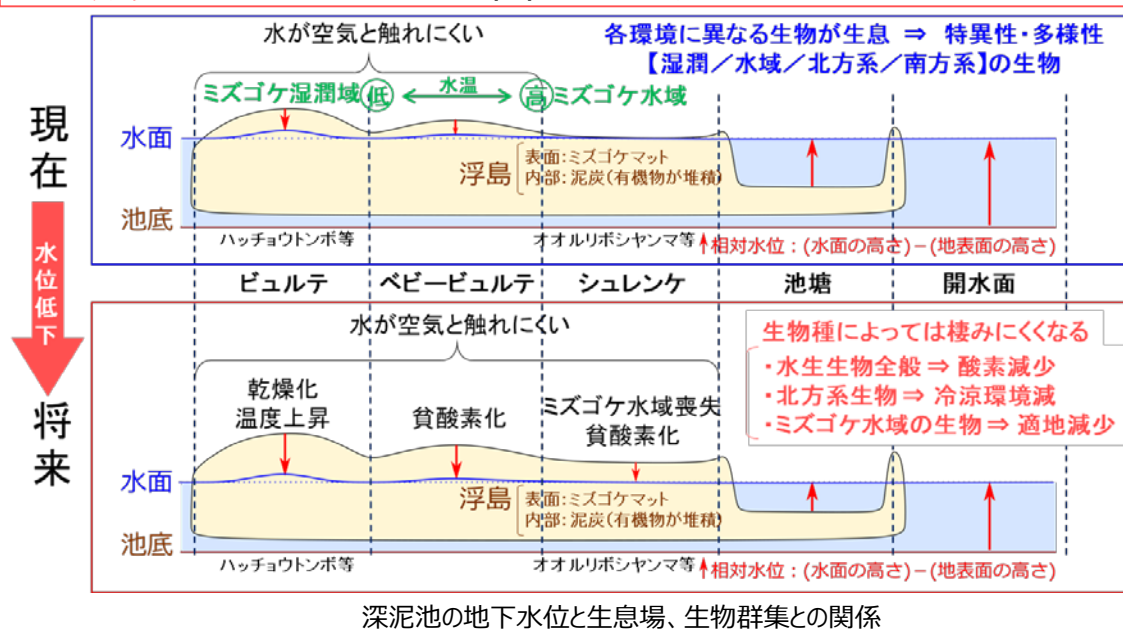 水が空気と触れにくい
各環境に異なる生物が生息 ⇒ 特異性・多様性
【湿潤／水域／北方系／南方系】の生物
ミズゴケ湿潤域 低 水温 高 ミズゴケ水域
現在
水面
浮島
表面:ミズゴケマット
内部:泥炭(有機物が堆積)
池底
ハッチョウトンボ等
オオルリボシヤンマ等
相対水位：(水面の高さ)－(地表面の高さ)
水位低下
ビュルテ
ベビービュルテ
シュレンケ
池塘
開水面
将来
水が空気と触れにくい
生物種によっては棲みにくくなる
・水生生物全般 ⇒ 酸素減少
・北方系生物 ⇒ 冷涼環境減
・ミズゴケ水域の生物 ⇒ 適地減少
乾燥化
温度上昇
貧酸素化
ミズゴケ水域喪失
貧酸素化
水面
浮島
表面:ミズゴケマット
内部:泥炭(有機物が堆積)
池底
ハッチョウトンボ等
オオルリボシヤンマ等
相対水位：(水面の高さ)－(地表面の高さ)
深泥池の地下水位と生息場、生物群集との関係